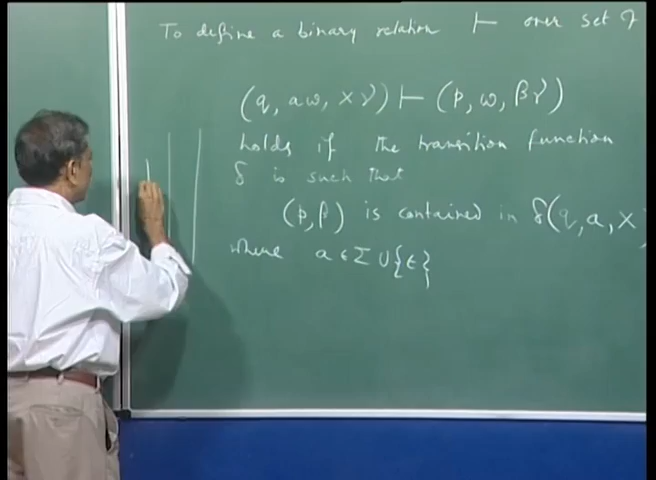 To define a binary relation ⊢ over set of
(q, aw, Xγ) ⊢ (p, w, βγ)
holds if the transition function
δ is such that
(p, β) is contained in δ(q, a, X)
where a ∈ Σ ∪ {ϵ}